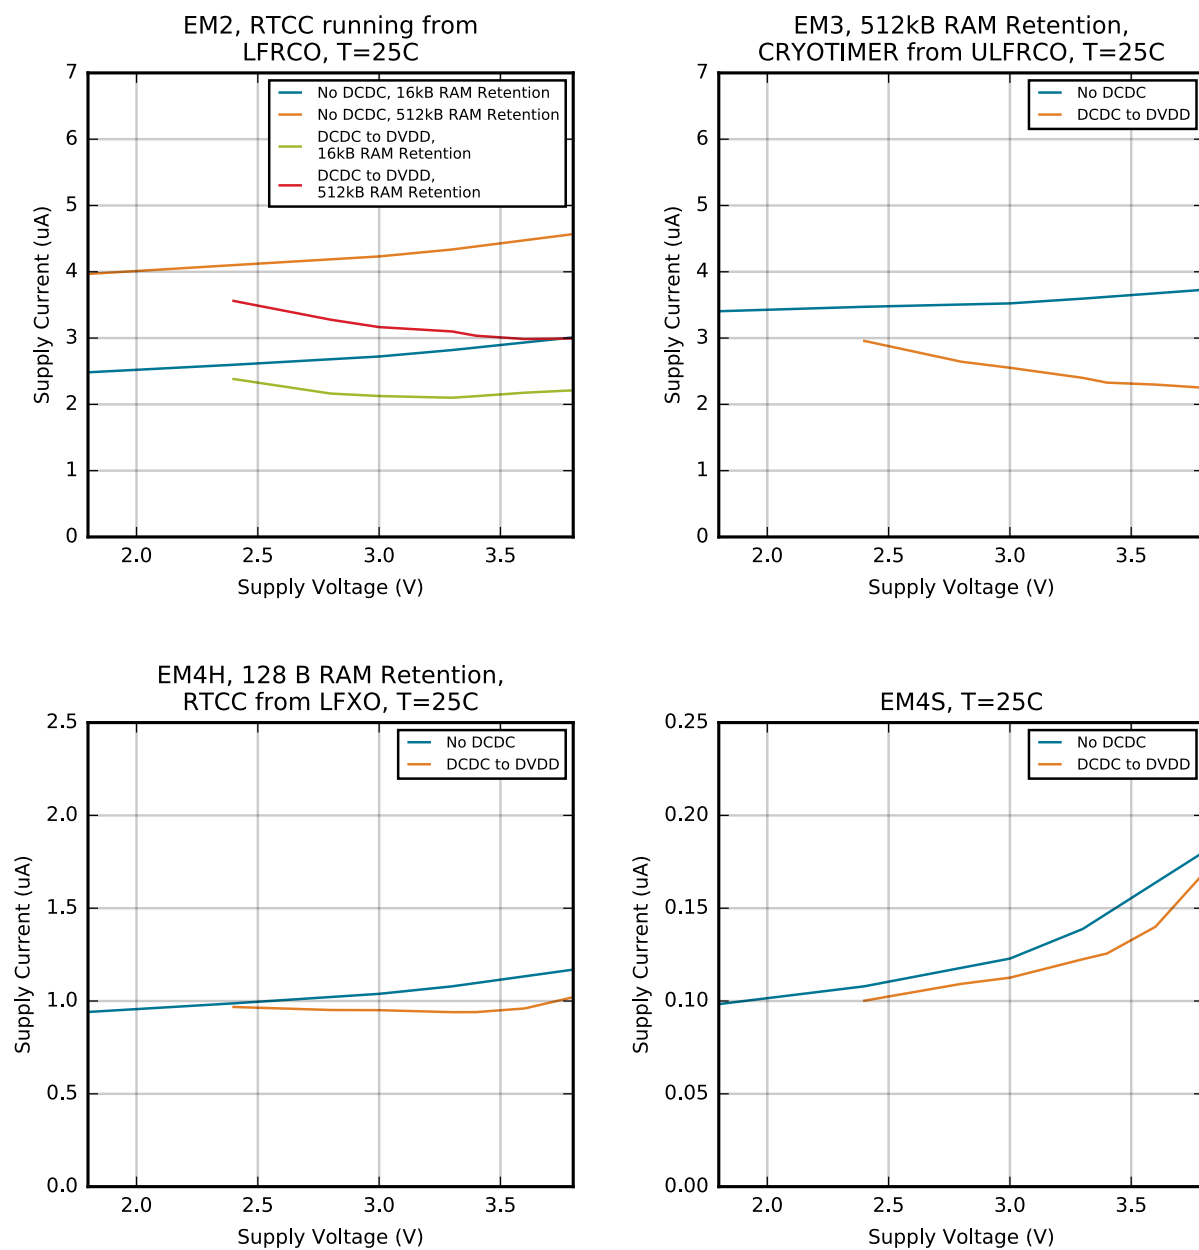 EM2, RTCC running from
LFRCO, T=25C
7
6
5
4
3
2
1
0
Supply Current (uA)
No DCDC, 16kB RAM Retention
No DCDC, 512kB RAM Retention
DCDC to DVDD,
16kB RAM Retention
DCDC to DVDD,
512kB RAM Retention
2.0 2.5 3.0 3.5
Supply Voltage (V)
EM3, 512kB RAM Retention,
CRYOTIMER from ULFRCO, T=25C
7
6
5
4
3
2
1
0
Supply Current (uA)
No DCDC
DCDC to DVDD
2.0 2.5 3.0 3.5
Supply Voltage (V)
EM4H, 128 B RAM Retention,
RTCC from LFXO, T=25C
2.5
2.0
1.5
1.0
0.5
0.0
Supply Current (uA)
No DCDC
DCDC to DVDD
2.0 2.5 3.0 3.5
Supply Voltage (V)
EM4S, T=25C
0.25
0.20
0.15
0.10
0.05
0.00
Supply Current (uA)
No DCDC
DCDC to DVDD
2.0 2.5 3.0 3.5
Supply Voltage (V)